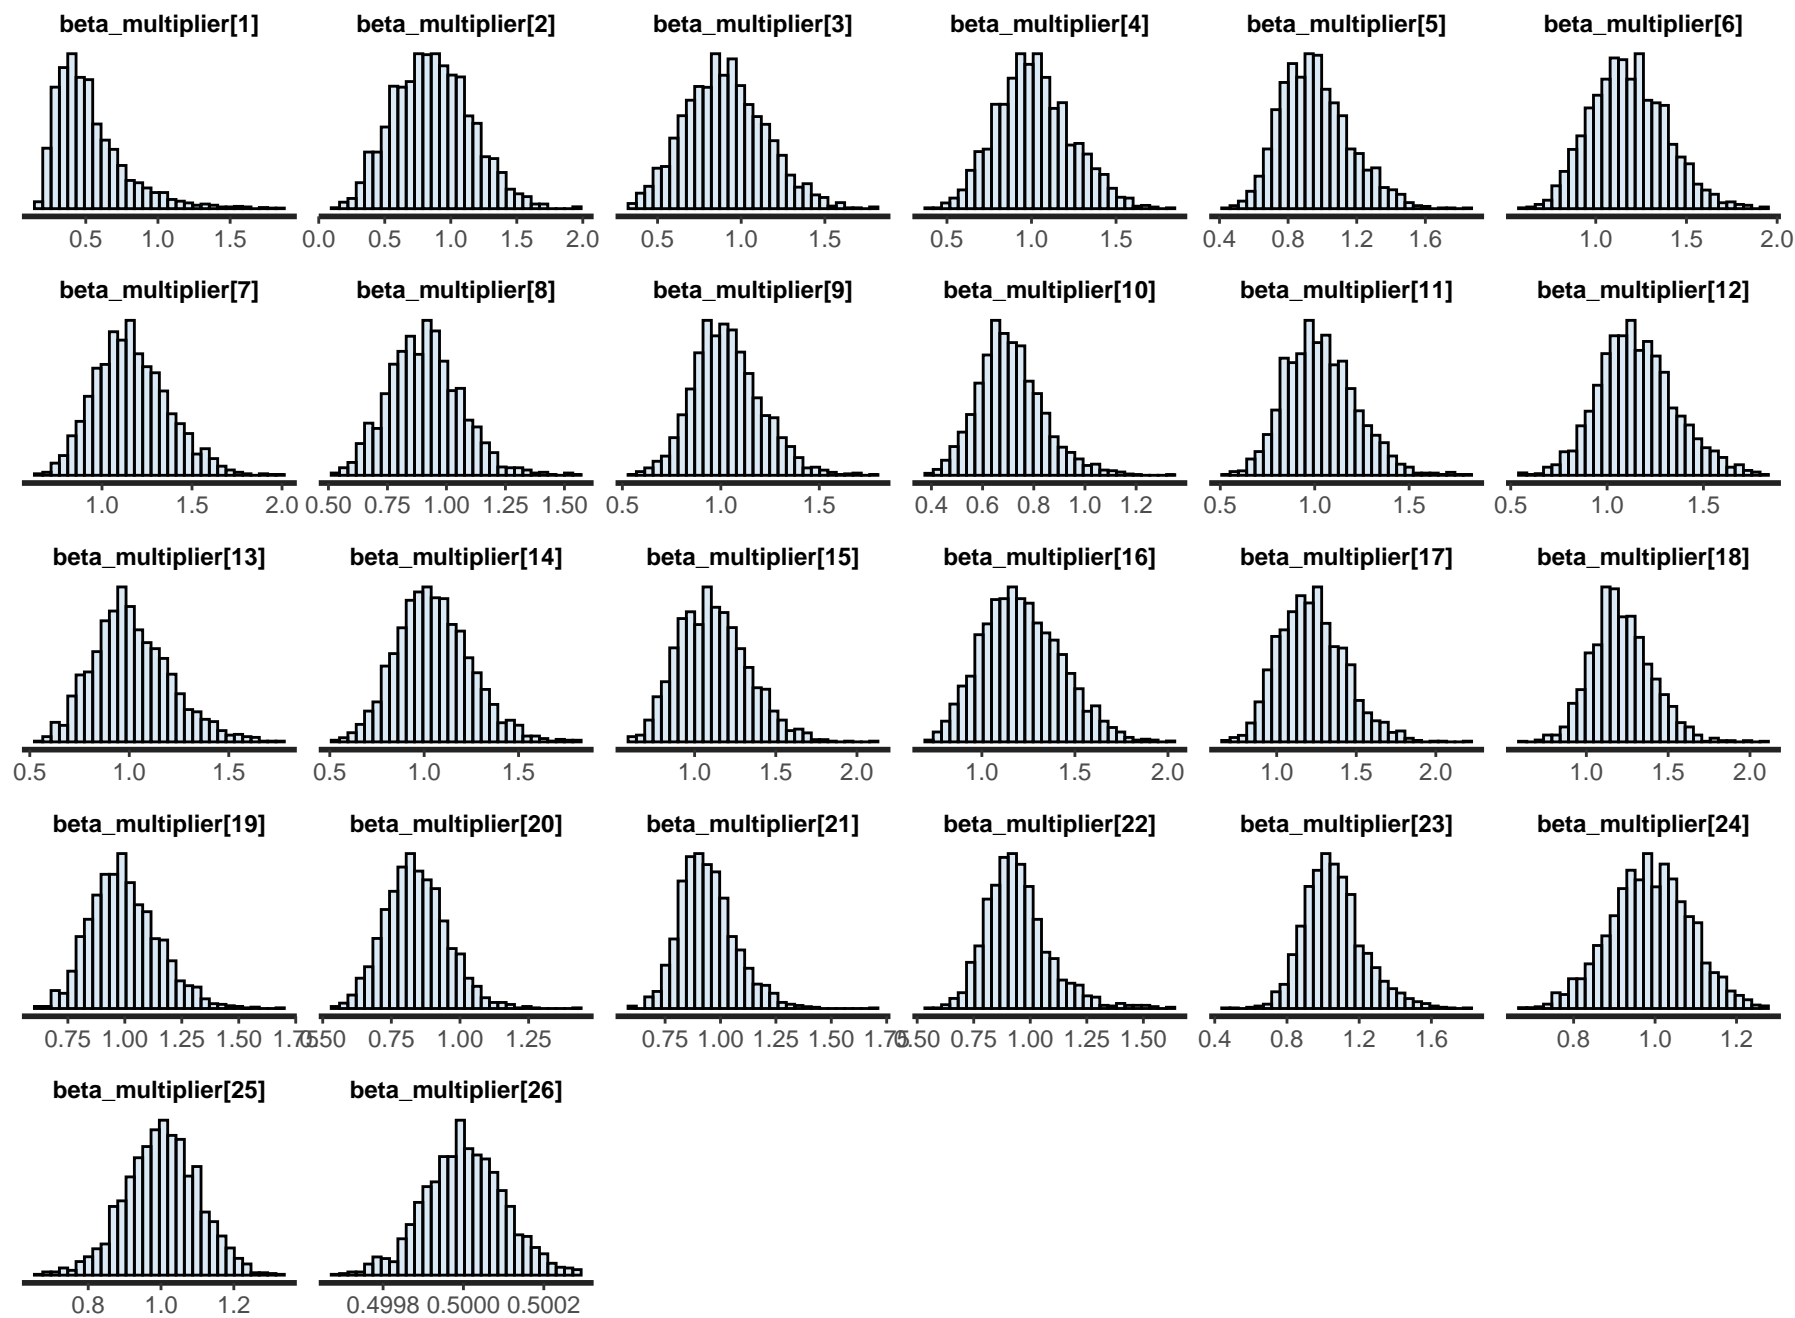 beta_multiplier[1] beta_multiplier[2] beta_multiplier[3] beta_multiplier[4] beta_multiplier[5] beta_multiplier[6]
0.5 1.0 1.5 0.0 0.5 1.0 1.5 2.0 0.5 1.0 1.5 0.5 1.0 1.5 0.4 0.8 1.2 1.6 1.0 1.5 2.0
beta_multiplier[7] beta_multiplier[8] beta_multiplier[9] beta_multiplier[10] beta_multiplier[11] beta_multiplier[12]
1.0 1.5 2.0 0.50 0.75 1.00 1.25 1.50 0.5 1.0 1.5 0.4 0.6 0.8 1.0 1.2 0.5 1.0 1.5 0.5 1.0 1.5
beta_multiplier[13] beta_multiplier[14] beta_multiplier[15] beta_multiplier[16] beta_multiplier[17] beta_multiplier[18]
0.5 1.0 1.5 0.5 1.0 1.5 1.0 1.5 2.0 1.0 1.5 2.0 1.0 1.5 2.0 1.0 1.5 2.0
beta_multiplier[19] beta_multiplier[20] beta_multiplier[21] beta_multiplier[22] beta_multiplier[23] beta_multiplier[24]
0.75 1.00 1.25 1.50 1.75 0.50 0.75 1.00 1.25 0.75 1.00 1.25 1.50 1.75 0.50 0.75 1.00 1.25 1.50 0.4 0.8 1.2 1.6 0.8 1.0 1.2
beta_multiplier[25] beta_multiplier[26]
0.8 1.0 1.2 0.4998 0.5000 0.5002